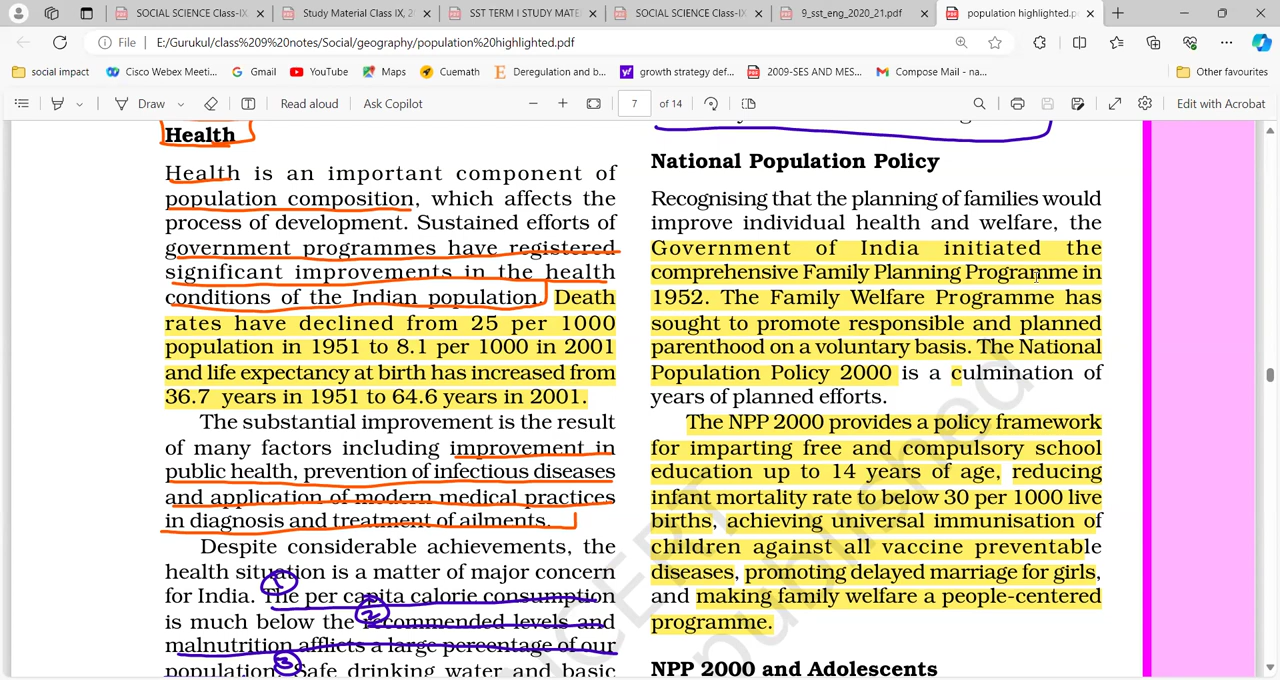 SOCIAL SCIENCE Class-IX
Study Material Class IX, 2
SST TERM I STUDY MATE
SOCIAL SCIENCE Class-IX
9_sst_eng_2020_21.pdf
population highlighted.p
File
E:/Gurukul/class%209%20notes/Social/geography/population%20highlighted.pdf
social impact
Cisco Webex Meeti...
Gmail
YouTube
Maps
Cuemath
Deregulation and b...
growth strategy def...
2009-SES AND MES...
Compose Mail - na...
Other favourites
Draw
Read aloud
Ask Copilot
7
of 14
Edit with Acrobat
Health
Health is an important component of
population composition, which affects the
process of development. Sustained efforts of
government programmes have registered
significant improvements in the health
conditions of the Indian population. Death
rates have declined from 25 per 1000
population in 1951 to 8.1 per 1000 in 2001
and life expectancy at birth has increased from
36.7 years in 1951 to 64.6 years in 2001.
The substantial improvement is the result
of many factors including improvement in
public health, prevention of infectious diseases
and application of modern medical practices
in diagnosis and treatment of ailments.
Despite considerable achievements, the
health situation is a matter of major concern
for India. The per capita calorie consumption
is much below the recommended levels and
malnutrition afflicts a large percentage of our
population. Safe drinking water and basic
1
2
3
National Population Policy
Recognising that the planning of families would
improve individual health and welfare, the
Government of India initiated the
comprehensive Family Planning Programme in
1952. The Family Welfare Programme has
sought to promote responsible and planned
parenthood on a voluntary basis. The National
Population Policy 2000 is a culmination of
years of planned efforts.
The NPP 2000 provides a policy framework
for imparting free and compulsory school
education up to 14 years of age, reducing
infant mortality rate to below 30 per 1000 live
births, achieving universal immunisation of
children against all vaccine preventable
diseases, promoting delayed marriage for girls,
and making family welfare a people-centered
programme.
NPP 2000 and Adolescents
NCERT
published